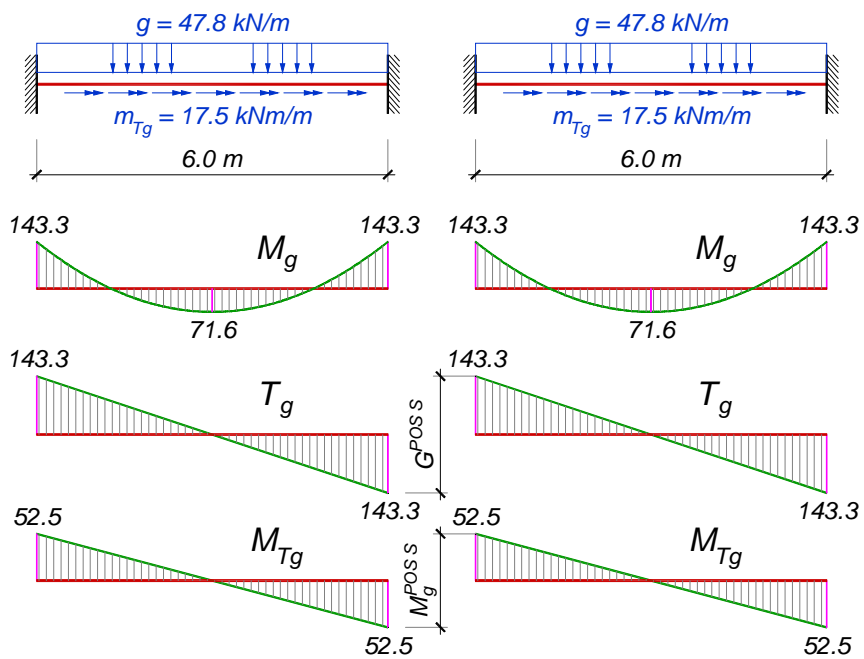 g = 47.8 kN/m
g = 47.8 kN/m
m_Tg = 17.5 kNm/m
m_Tg = 17.5 kNm/m
6.0 m
6.0 m
143.3
143.3
143.3
143.3
M_g
M_g
71.6
71.6
143.3
143.3
T_g
T_g
G^POS S
143.3
143.3
52.5
52.5
M_Tg
M_Tg
M_g^POS S
52.5
52.5